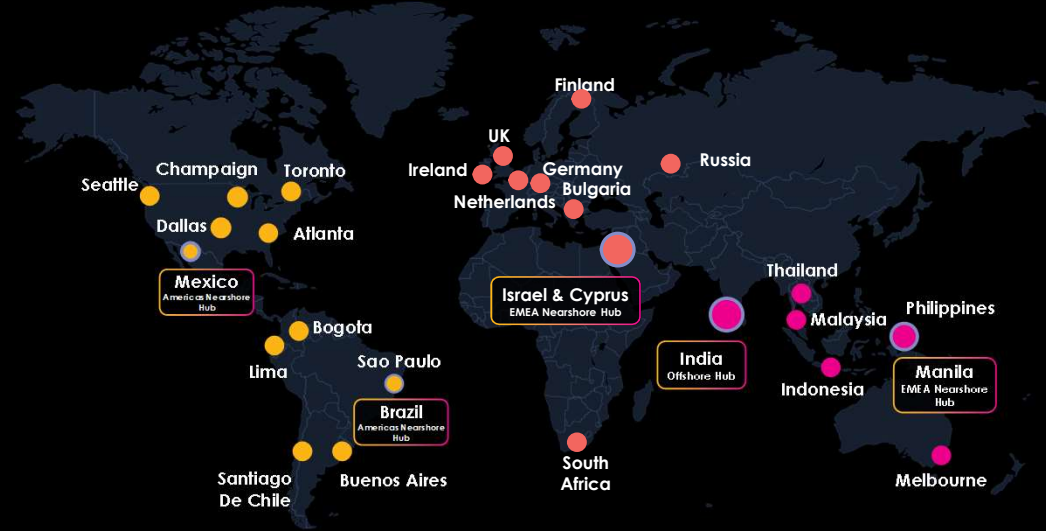 Finland
UK
Ireland
Germany
Netherlands
Bulgaria
Russia
Seattle
Champaign
Toronto
Dallas
Atlanta
Mexico
Americas Nearshore
Hub
Israel & Cyprus
EMEA Nearshore Hub
Thailand
Malaysia
Philippines
India
Offshore Hub
Indonesia
Manila
EMEA Nearshore
Hub
Bogota
Lima
Sao Paulo
Brazil
Americas Nearshore
Hub
Santiago
De Chile
Buenos Aires
South
Africa
Melbourne